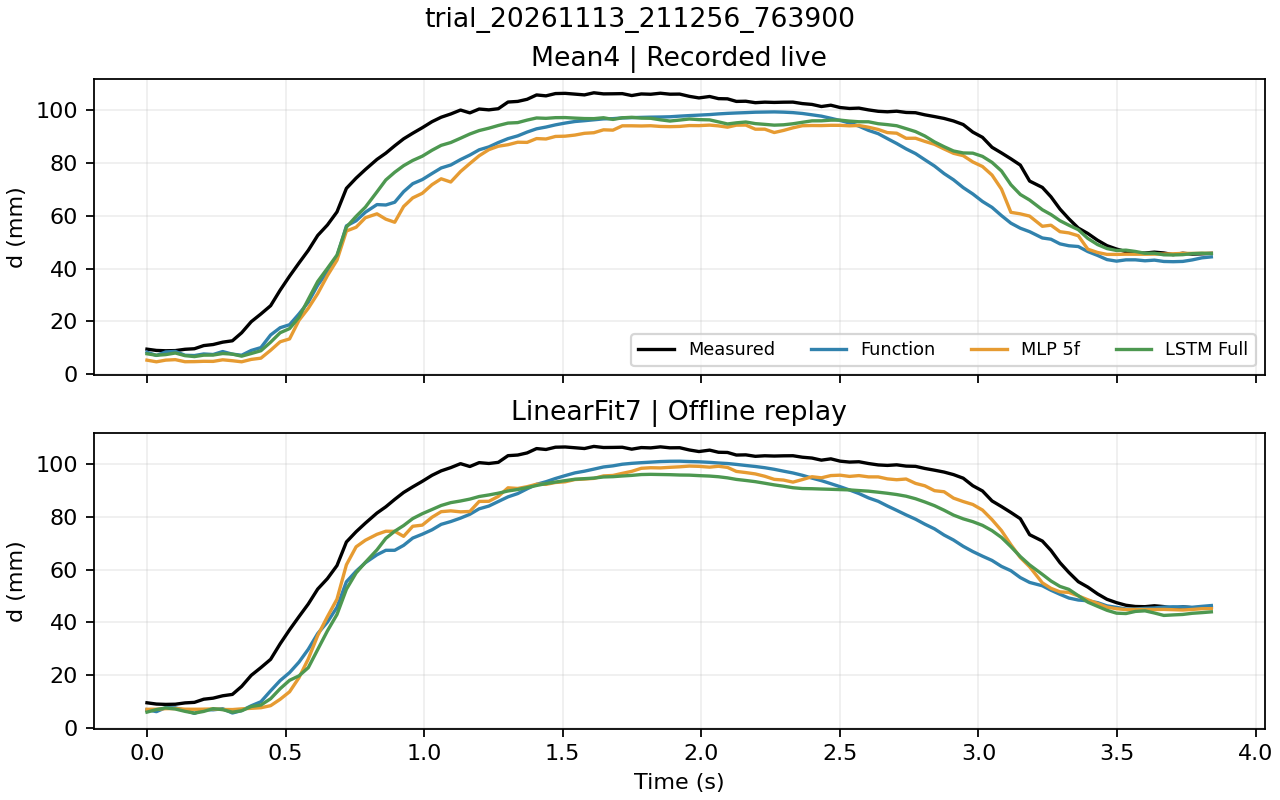 trial_20261113_211256_763900
Mean4 | Recorded live
d (mm)
100
80
60
40
20
0
Measured
Function
MLP 5f
LSTM Full
LinearFit7 | Offline replay
d (mm)
100
80
60
40
20
0
0.0 0.5 1.0 1.5 2.0 2.5 3.0 3.5 4.0
Time (s)